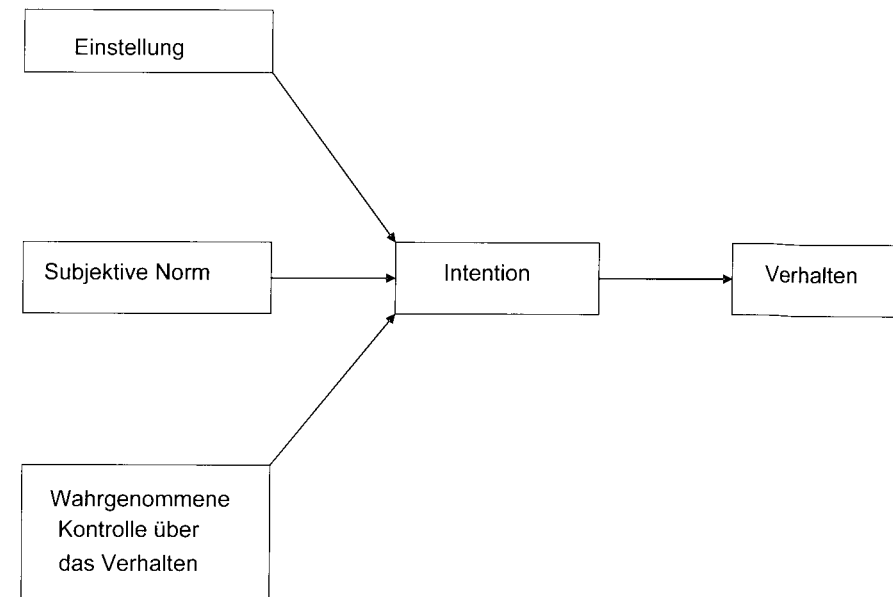 Einstellung
Subjektive Norm
Intention
Verhalten
Wahrgenommene
Kontrolle über
das Verhalten